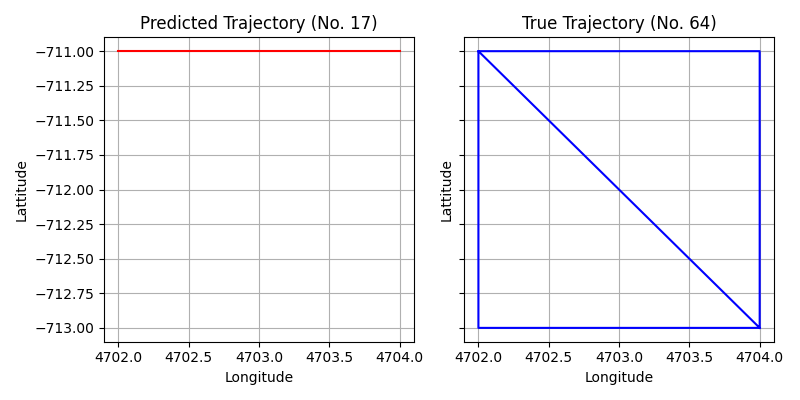 Predicted Trajectory (No. 17)
−711.00
−711.25
−711.50
−711.75
−712.00
−712.25
−712.50
−712.75
−713.00
Lattitude
4702.0 4702.5 4703.0 4703.5 4704.0
Longitude
True Trajectory (No. 64)
Lattitude
4702.0 4702.5 4703.0 4703.5 4704.0
Longitude